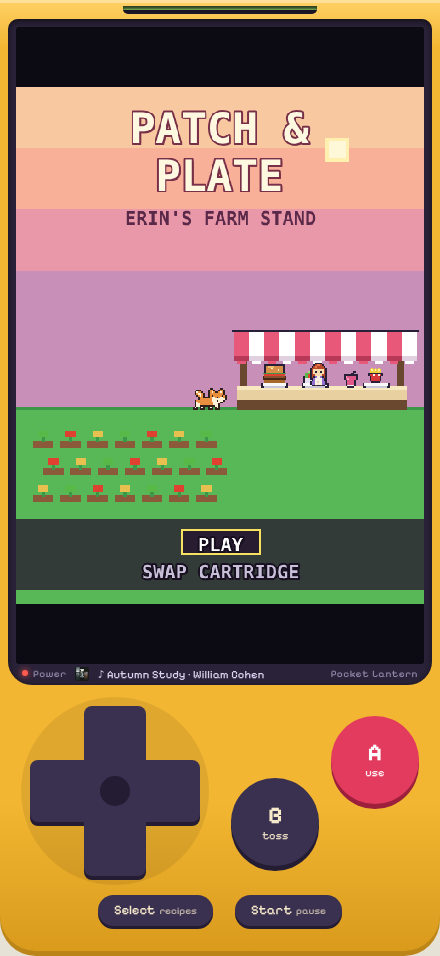 PATCH &
PLATE
ERIN'S FARM STAND
PLAY
SWAP CARTRIDGE
Power ♪ Autumn Study · William Cohen Pocket Lantern
A
use
B
toss
Select recipes Start pause